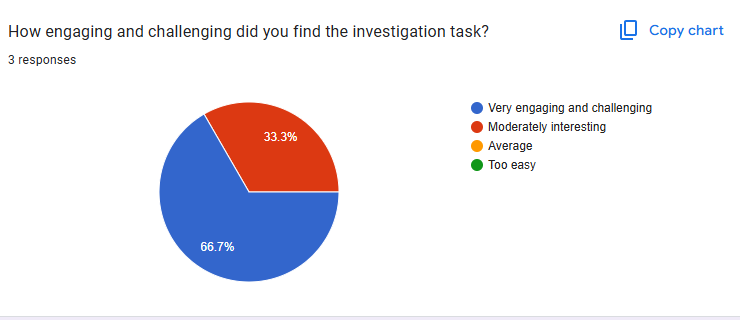 How engaging and challenging did you find the investigation task?
Copy chart
3 responses
33.3%
66.7%
Very engaging and challenging
Moderately interesting
Average
Too easy